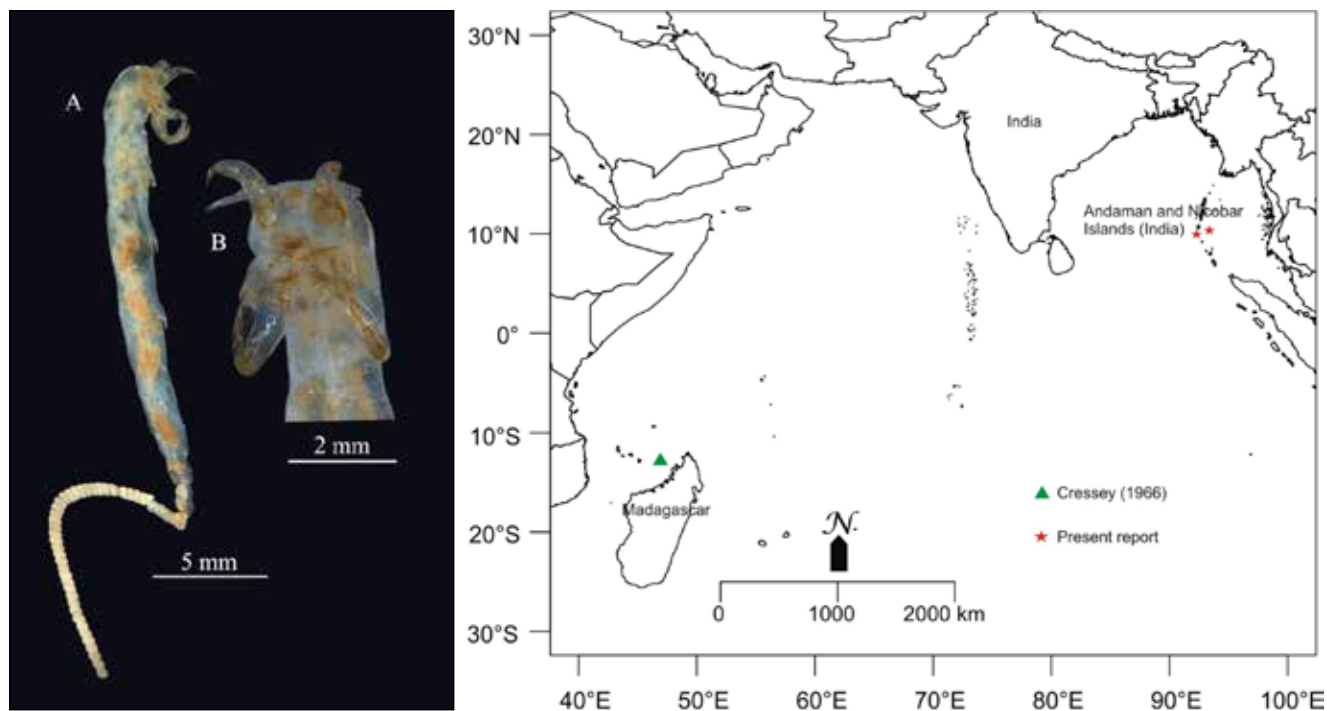 A
B
2 mm
5 mm
30°N
20°N
10°N
0°
10°S
20°S
30°S
India
Andaman and Nicobar
Islands (India)
Madagascar
Cressey (1966)
Present report
N.
0 1000 2000 km
40°E 50°E 60°E 70°E 80°E 90°E 100°E